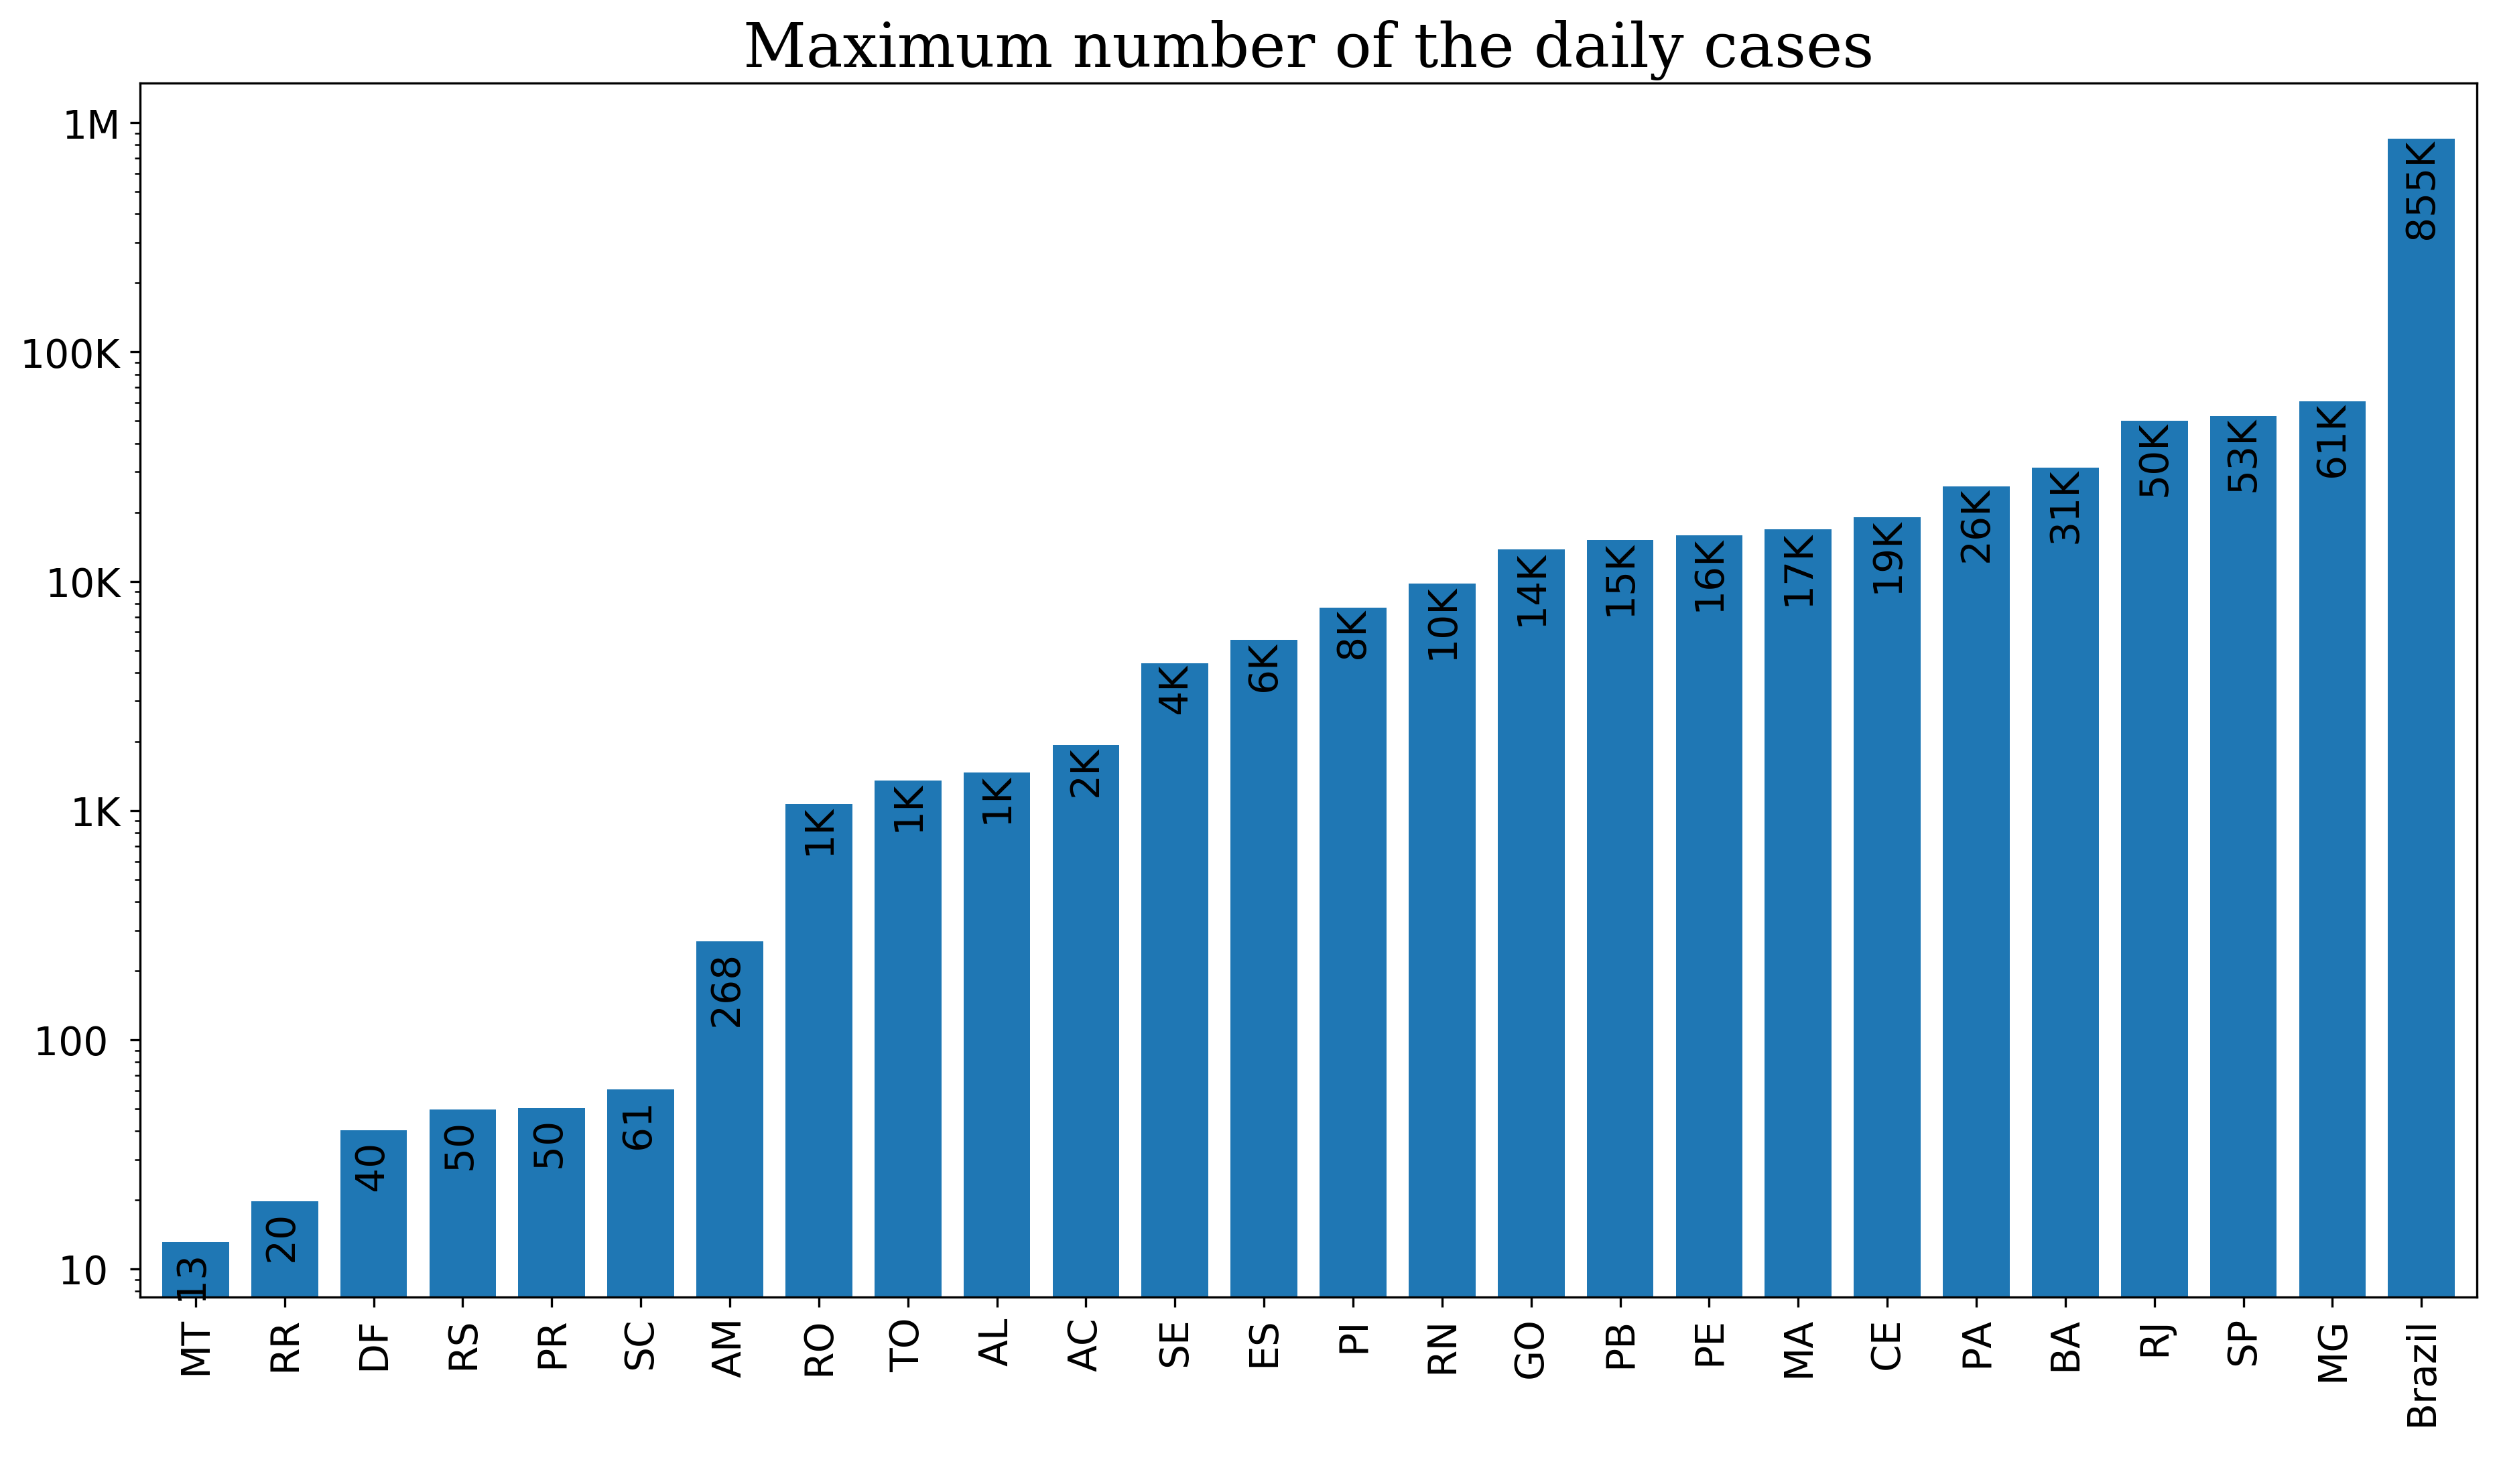 Maximum number of the daily cases
1M
100K
10K
1K
100
10
13
20
40
50
50
61
268
1K
1K
1K
2K
4K
6K
8K
10K
14K
15K
16K
17K
19K
26K
31K
50K
53K
61K
855K
MT
RR
DF
RS
PR
SC
AM
RO
TO
AL
AC
SE
ES
PI
RN
GO
PB
PE
MA
CE
PA
BA
RJ
SP
MG
Brazil